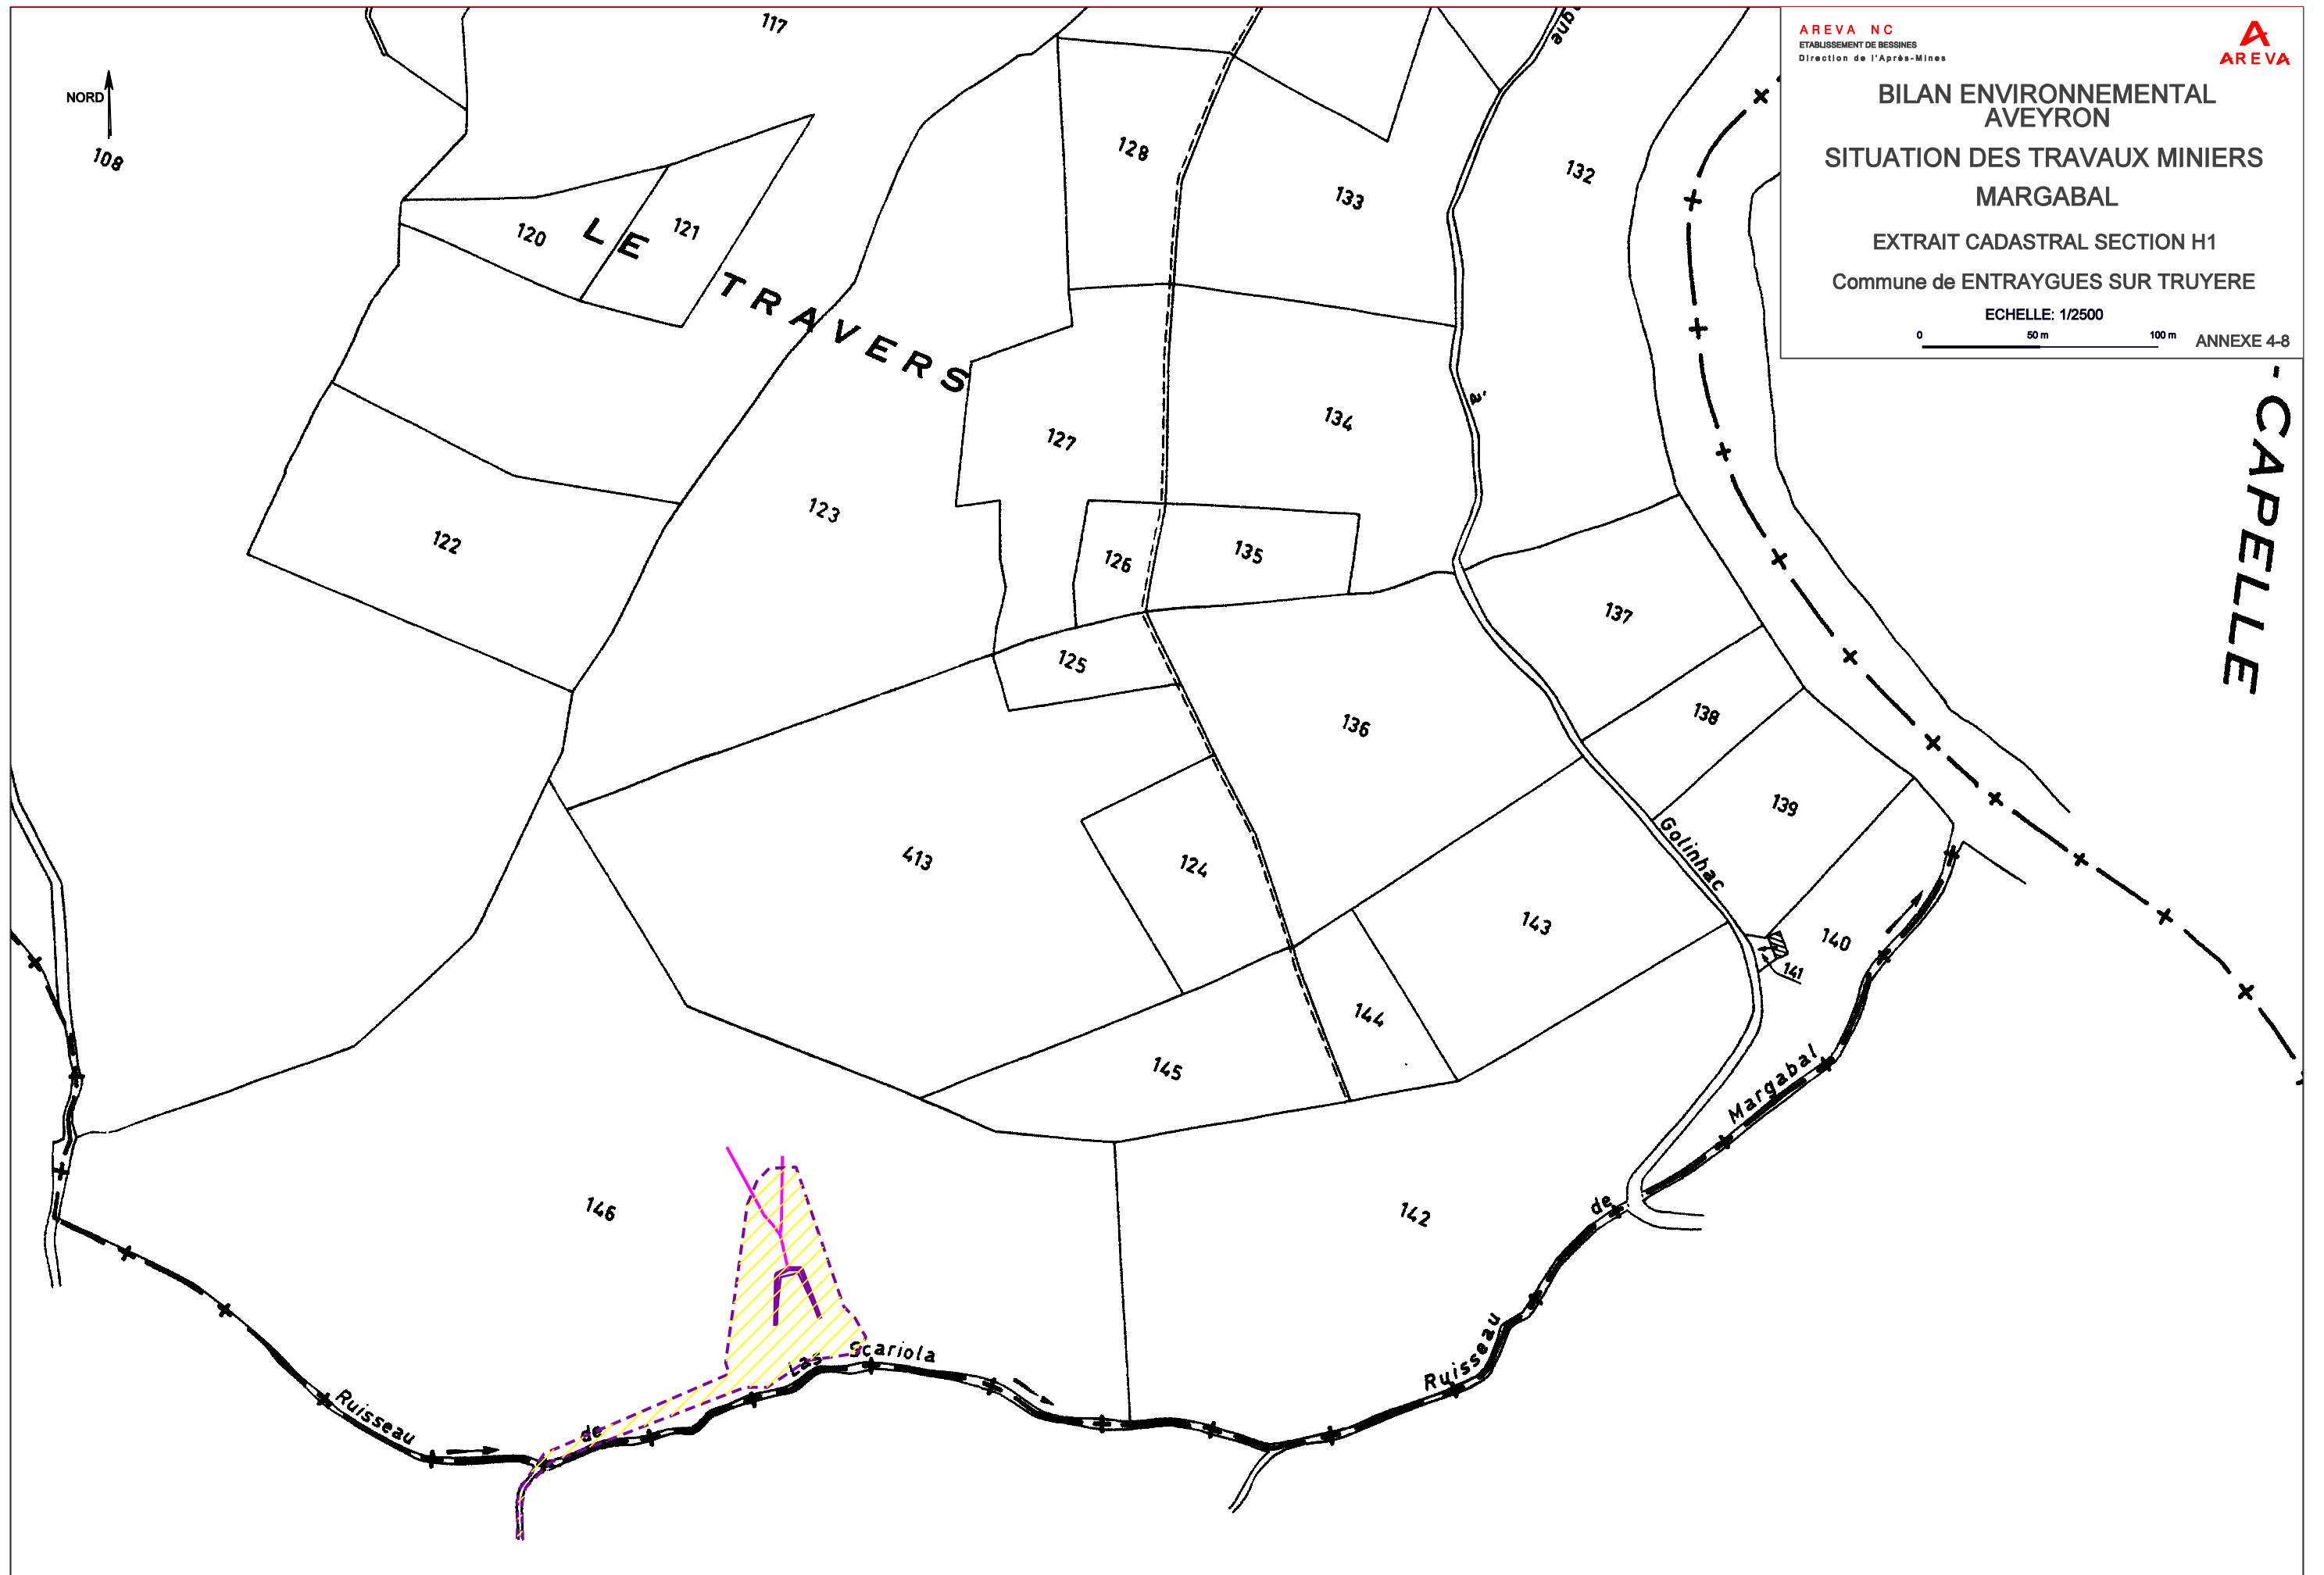 AREVA NC
ETABLISSEMENT DE BESSINES
Direction de l'Après-Mines
AREVA
BILAN ENVIRONNEMENTAL
AVEYRON
SITUATION DES TRAVAUX MINIERS
MARGABAL
EXTRAIT CADASTRAL SECTION H1
Commune de ENTRAYGUES SUR TRUYERE
ECHELLE: 1/2500
0 50 m 100 m
ANNEXE 4-8
NORD
108
117
128
133
132
120
121
LE TRAVERS
127
134
à
- CAPELLE
123
122
126
135
137
125
136
138
139
413
124
Golinhac
143
140
141
144
145
Margabal
146
142
de
Ruisseau
Ruisseau
de
Las Scariola